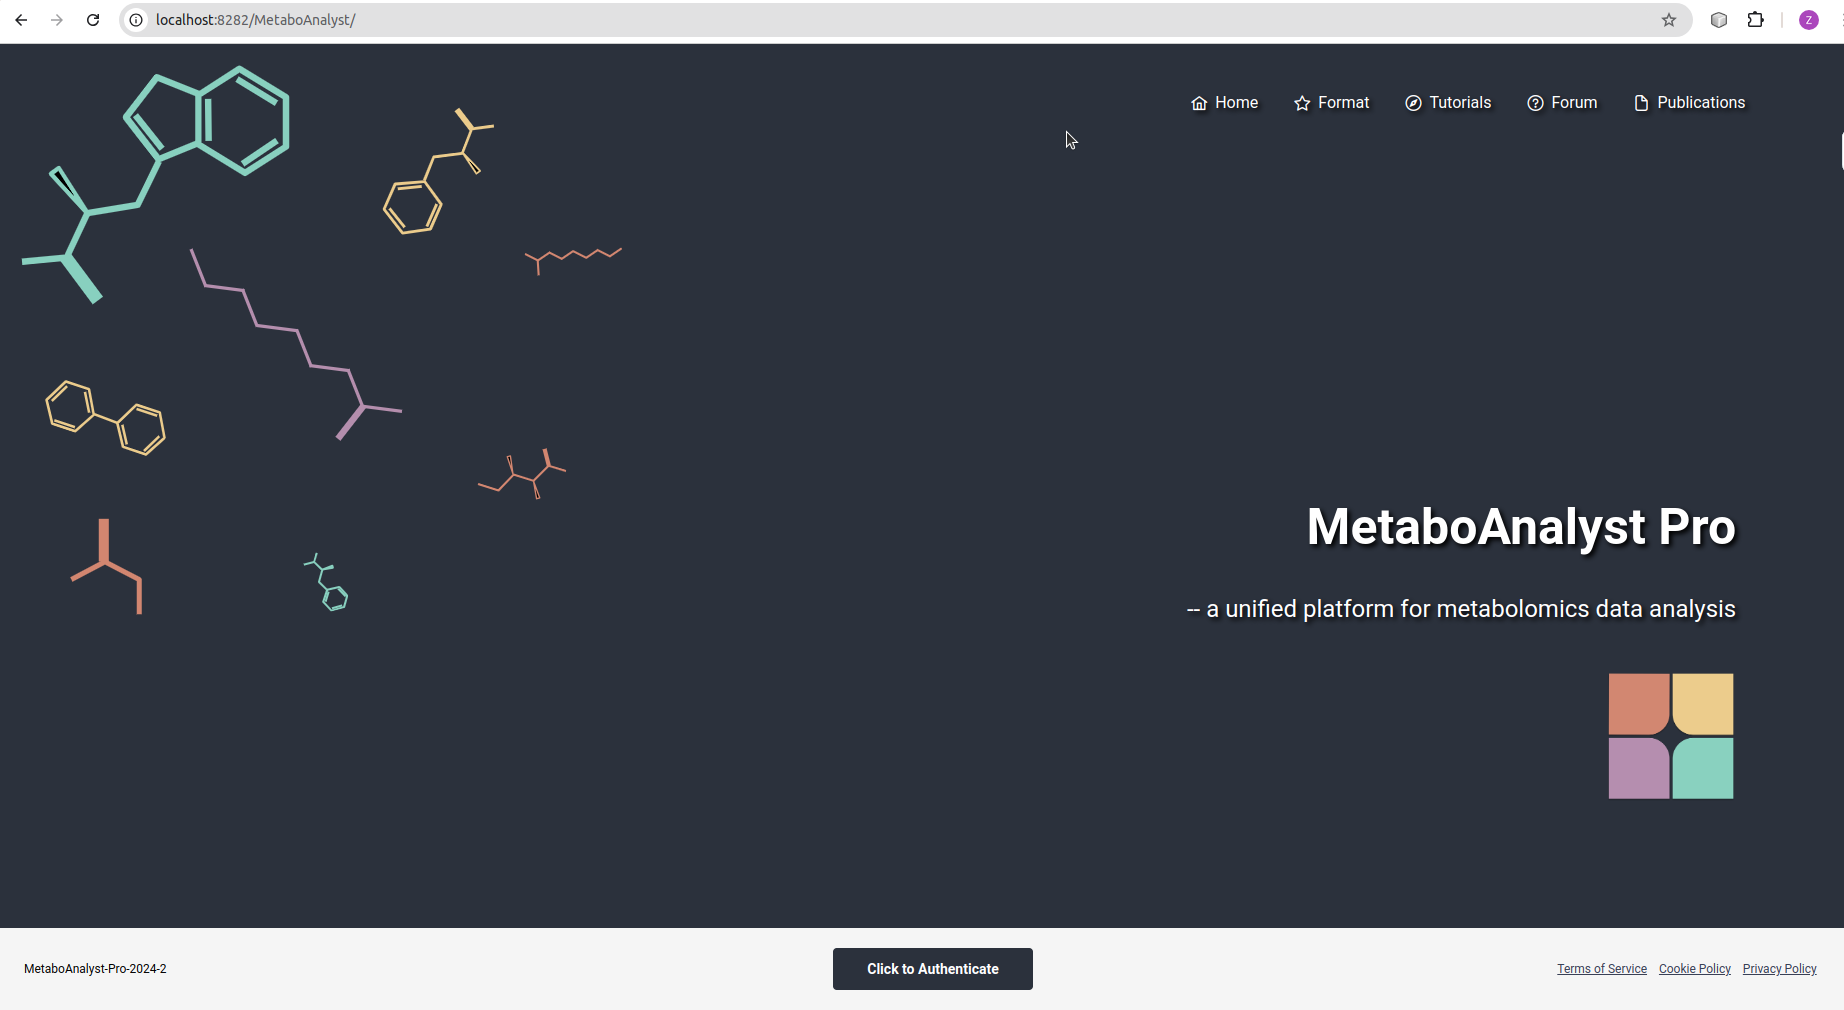 localhost:8282/MetaboAnalyst/
Z
Home Format Tutorials Forum Publications
MetaboAnalyst Pro
-- a unified platform for metabolomics data analysis
MetaboAnalyst-Pro-2024-2
Click to Authenticate
Terms of Service Cookie Policy Privacy Policy